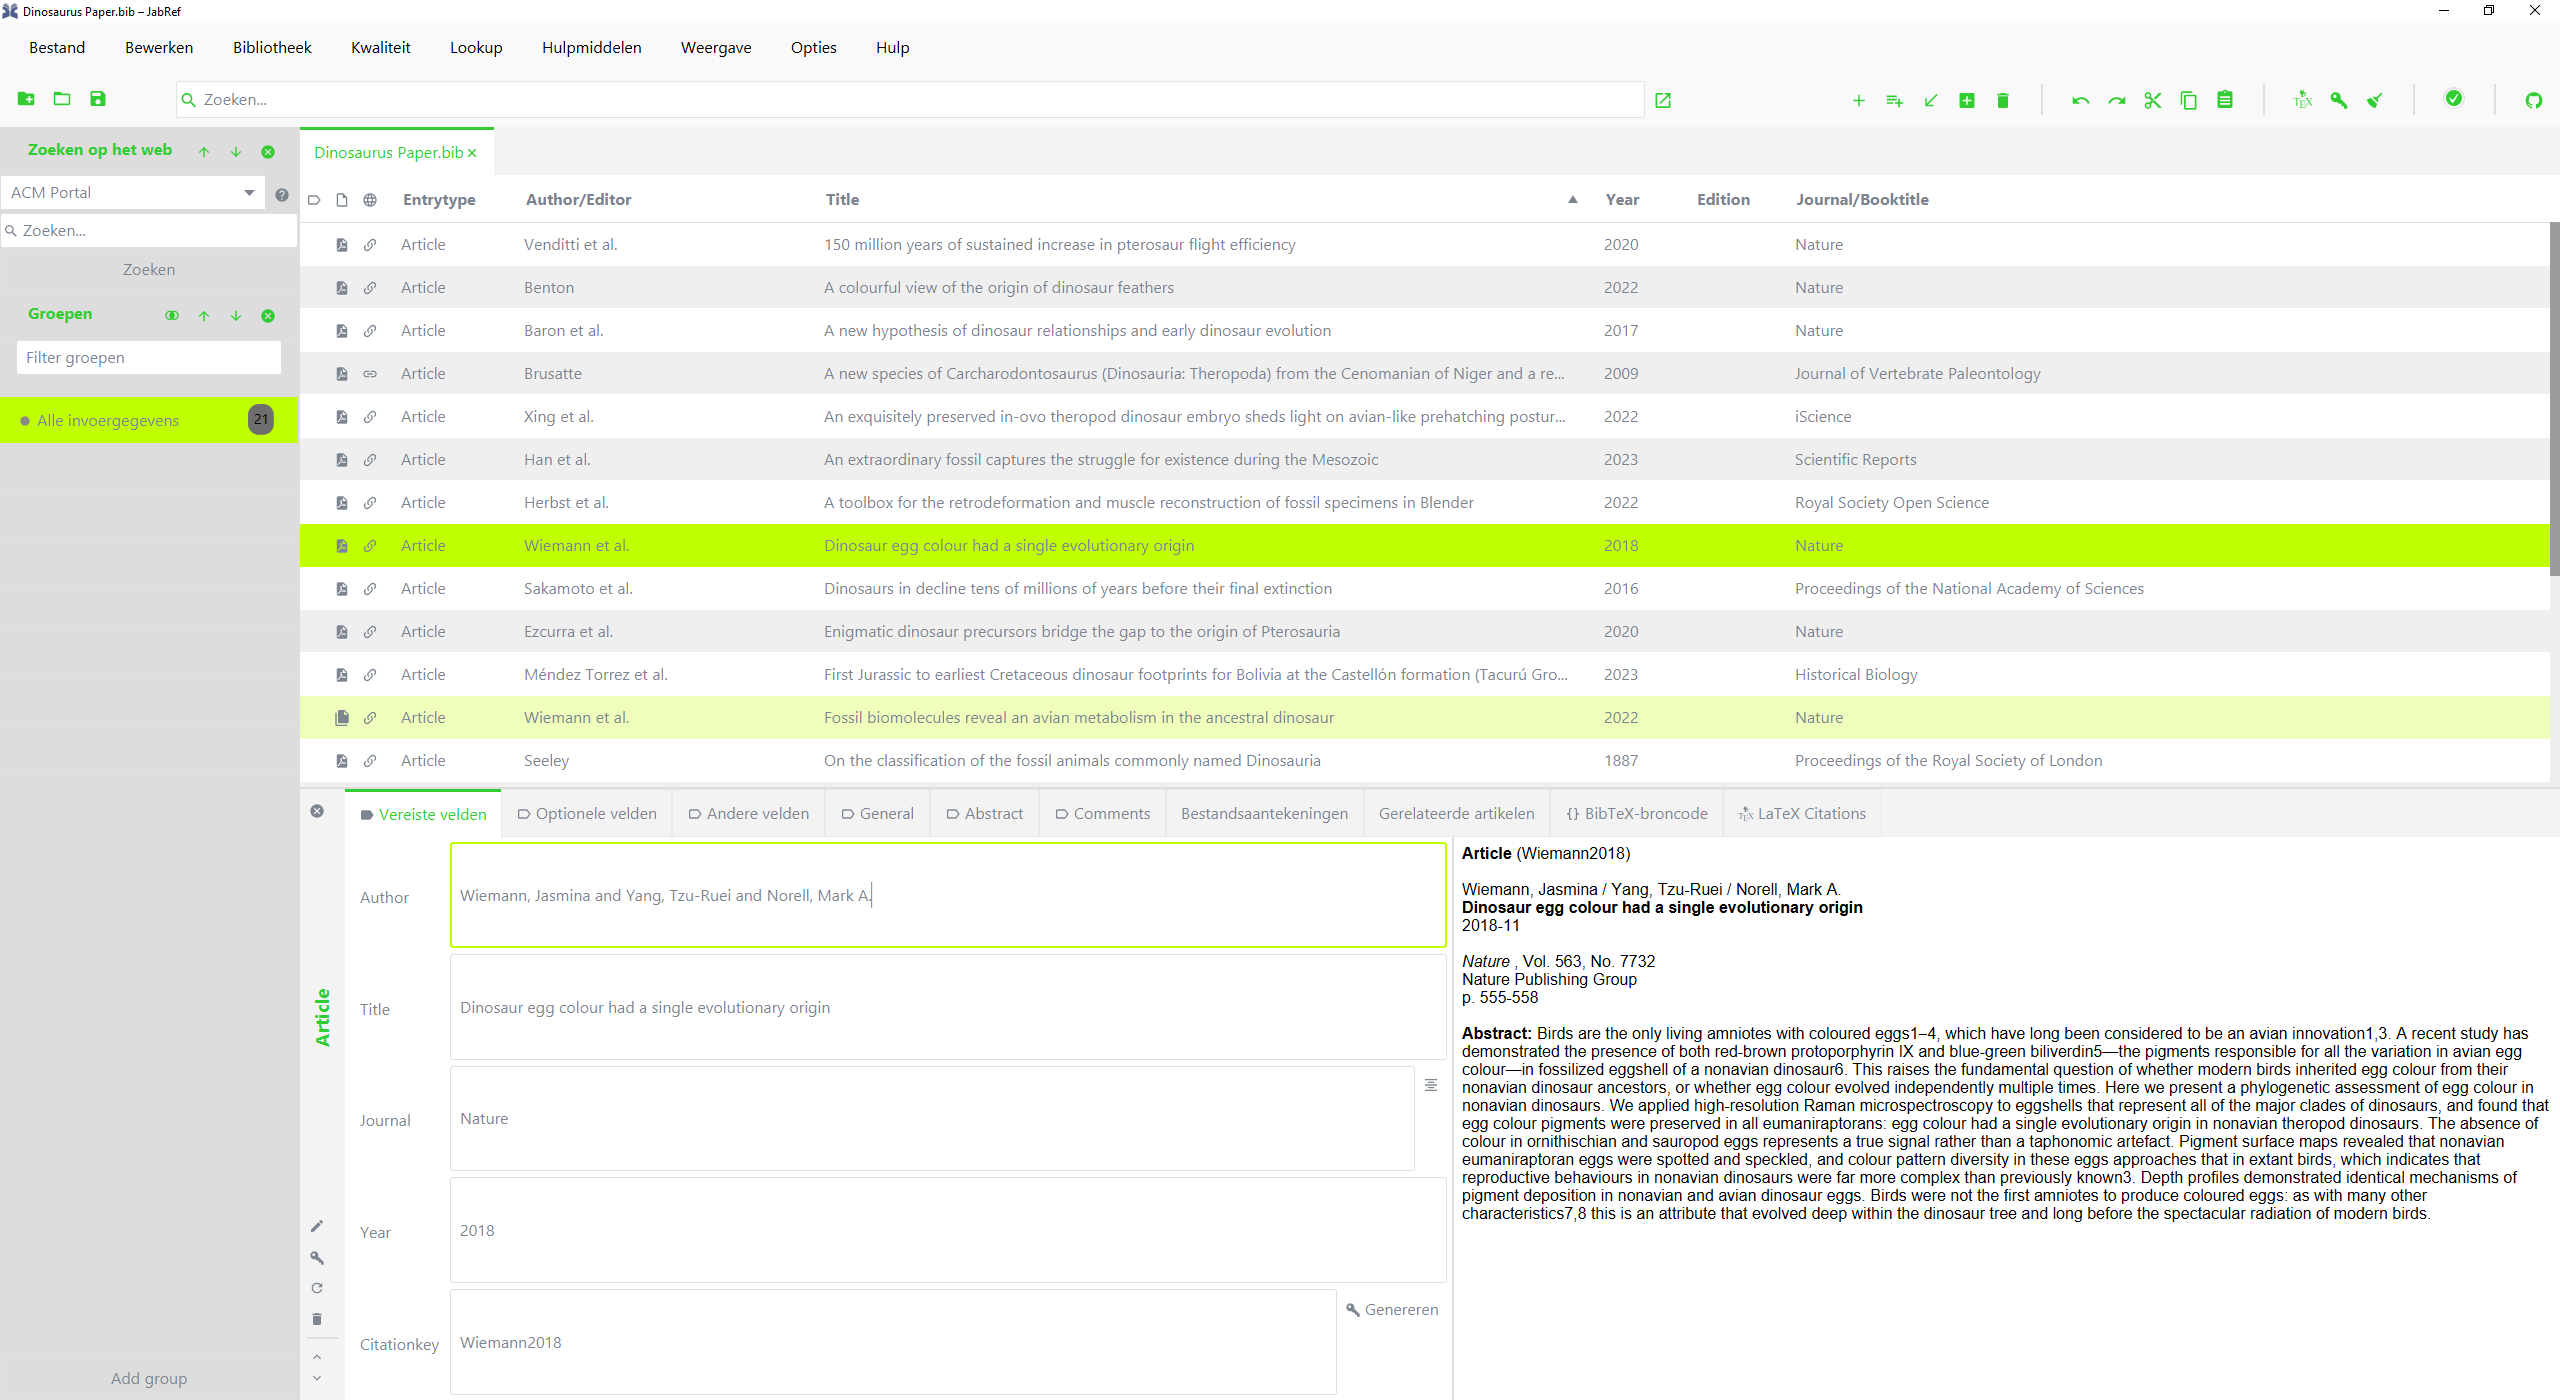 Dinosaurus Paper.bib – JabRef
Bestand Bewerken Bibliotheek Kwaliteit Lookup Hulpmiddelen Weergave Opties Hulp
Zoeken...
Zoeken op het web
ACM Portal
Zoeken...
Zoeken
Groepen
Filter groepen
Alle invoergegevens 21
Add group
Dinosaurus Paper.bib
Entrytype Author/Editor Title Year Edition Journal/Booktitle
Article Venditti et al. 150 million years of sustained increase in pterosaur flight efficiency 2020 Nature
Article Benton A colourful view of the origin of dinosaur feathers 2022 Nature
Article Baron et al. A new hypothesis of dinosaur relationships and early dinosaur evolution 2017 Nature
Article Brusatte A new species of Carcharodontosaurus (Dinosauria: Theropoda) from the Cenomanian of Niger and a re... 2009 Journal of Vertebrate Paleontology
Article Xing et al. An exquisitely preserved in-ovo theropod dinosaur embryo sheds light on avian-like prehatching postur... 2022 iScience
Article Han et al. An extraordinary fossil captures the struggle for existence during the Mesozoic 2023 Scientific Reports
Article Herbst et al. A toolbox for the retrodeformation and muscle reconstruction of fossil specimens in Blender 2022 Royal Society Open Science
Article Wiemann et al. Dinosaur egg colour had a single evolutionary origin 2018 Nature
Article Sakamoto et al. Dinosaurs in decline tens of millions of years before their final extinction 2016 Proceedings of the National Academy of Sciences
Article Ezcurra et al. Enigmatic dinosaur precursors bridge the gap to the origin of Pterosauria 2020 Nature
Article Méndez Torrez et al. First Jurassic to earliest Cretaceous dinosaur footprints for Bolivia at the Castellón formation (Tacurú Gro... 2023 Historical Biology
Article Wiemann et al. Fossil biomolecules reveal an avian metabolism in the ancestral dinosaur 2022 Nature
Article Seeley On the classification of the fossil animals commonly named Dinosauria 1887 Proceedings of the Royal Society of London
Vereiste velden Optionele velden Andere velden General Abstract Comments Bestandsaantekeningen Gerelateerde artikelen {} BibTeX-broncode TEX LaTeX Citations
Article
Author Wiemann, Jasmina and Yang, Tzu-Ruei and Norell, Mark A.
Title Dinosaur egg colour had a single evolutionary origin
Journal Nature
Year 2018
Citationkey Wiemann2018 Genereren
Article (Wiemann2018)
Wiemann, Jasmina / Yang, Tzu-Ruei / Norell, Mark A.
Dinosaur egg colour had a single evolutionary origin
2018-11
Nature , Vol. 563, No. 7732
Nature Publishing Group
p. 555-558
Abstract: Birds are the only living amniotes with coloured eggs1–4, which have long been considered to be an avian innovation1,3. A recent study has
demonstrated the presence of both red-brown protoporphyrin IX and blue-green biliverdin5—the pigments responsible for all the variation in avian egg
colour—in fossilized eggshell of a nonavian dinosaur6. This raises the fundamental question of whether modern birds inherited egg colour from their
nonavian dinosaur ancestors, or whether egg colour evolved independently multiple times. Here we present a phylogenetic assessment of egg colour in
nonavian dinosaurs. We applied high-resolution Raman microspectroscopy to eggshells that represent all of the major clades of dinosaurs, and found that
egg colour pigments were preserved in all eumaniraptorans: egg colour had a single evolutionary origin in nonavian theropod dinosaurs. The absence of
colour in ornithischian and sauropod eggs represents a true signal rather than a taphonomic artefact. Pigment surface maps revealed that nonavian
eumaniraptoran eggs were spotted and speckled, and colour pattern diversity in these eggs approaches that in extant birds, which indicates that
reproductive behaviours in nonavian dinosaurs were far more complex than previously known3. Depth profiles demonstrated identical mechanisms of
pigment deposition in nonavian and avian dinosaur eggs. Birds were not the first amniotes to produce coloured eggs: as with many other
characteristics7,8 this is an attribute that evolved deep within the dinosaur tree and long before the spectacular radiation of modern birds.